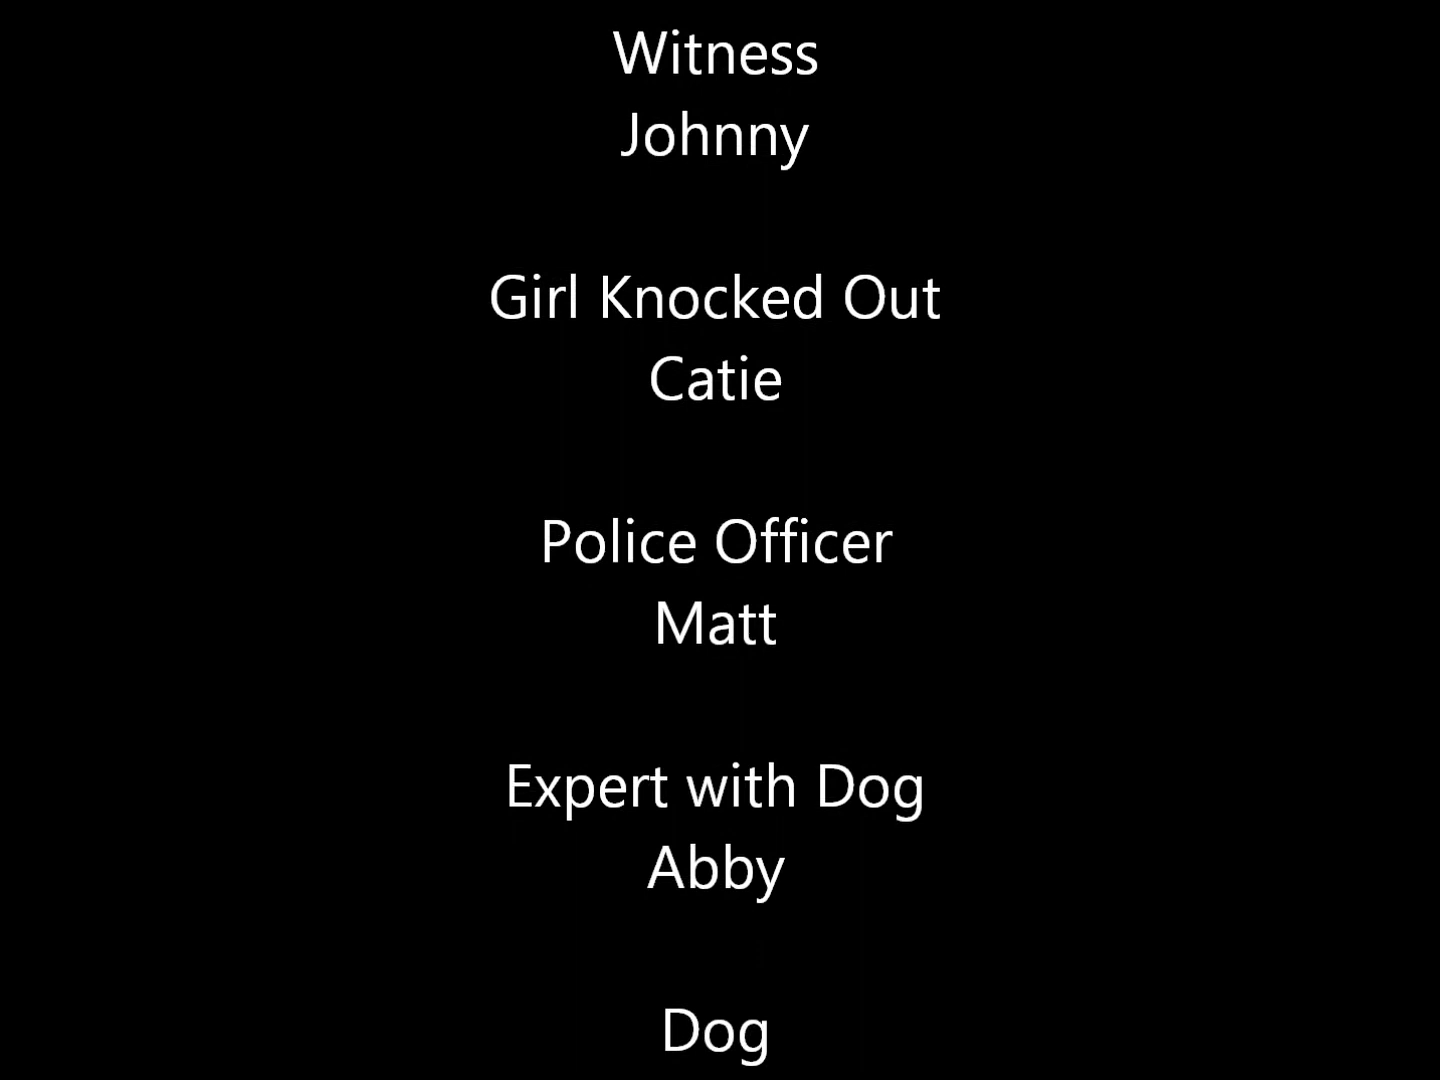 Witness
Johnny
Girl Knocked Out
Catie
Police Officer
Matt
Expert with Dog
Abby
Dog